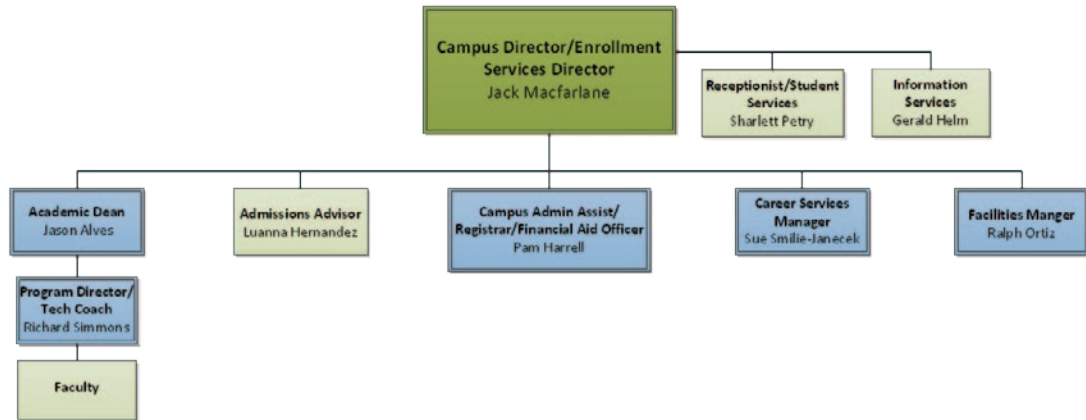 Campus Director/Enrollment
Services Director
Jack Macfarlane
Receptionist/Student
Services
Sharlett Petry
Information
Services
Gerald Helm
Academic Dean
Jason Alves
Admissions Advisor
Luanna Hernandez
Campus Admin Assist/
Registrar/Financial Aid Officer
Pam Harrell
Career Services
Manager
Sue Smilie-Janecek
Facilities Manger
Ralph Ortiz
Program Director/
Tech Coach
Richard Simmons
Faculty